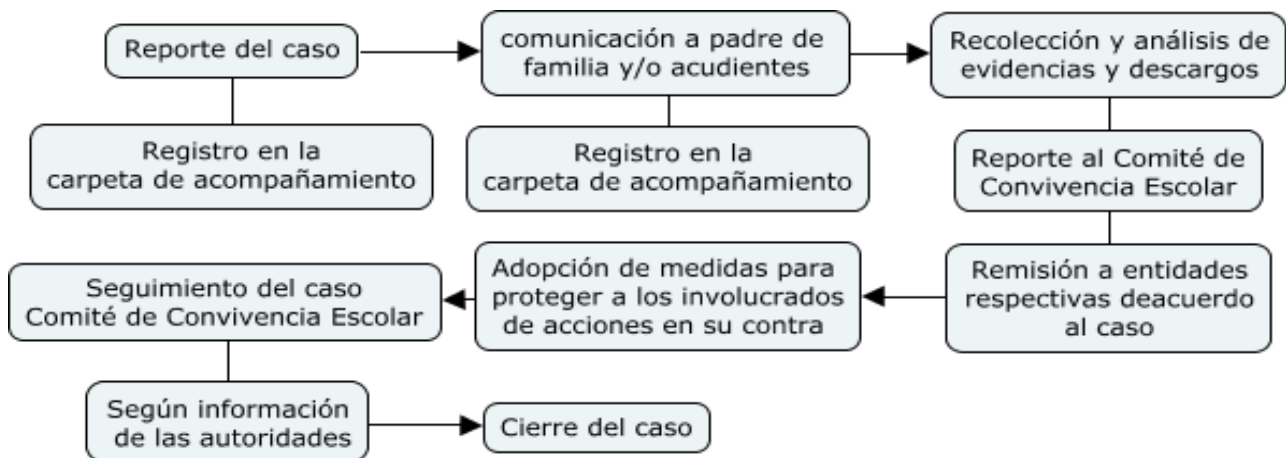 Reporte del caso
comunicación a padre de
familia y/o acudientes
Recolección y análisis de
evidencias y descargos
Registro en la
carpeta de acompañamiento
Registro en la
carpeta de acompañamiento
Reporte al Comité de
Convivencia Escolar
Remisión a entidades
respectivas deacuerdo
al caso
Adopción de medidas para
proteger a los involucrados
de acciones en su contra
Seguimiento del caso
Comité de Convivencia Escolar
Según información
de las autoridades
Cierre del caso